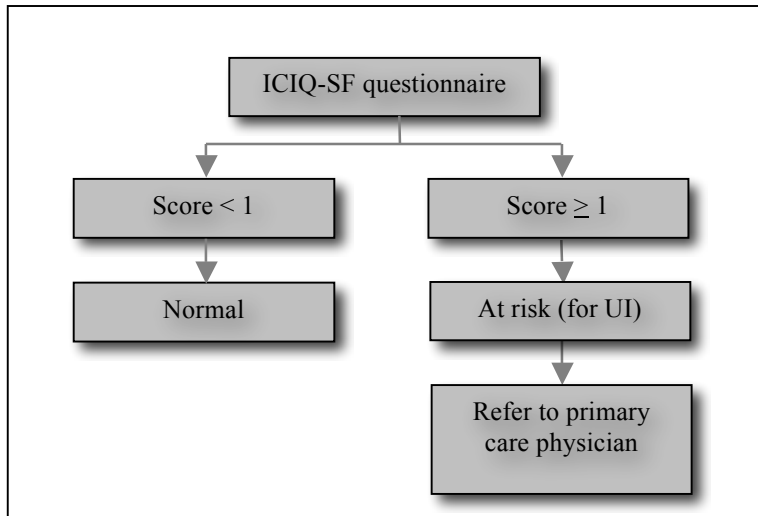 ICIQ-SF questionnaire
Score < 1
Score ≥ 1
Normal
At risk (for UI)
Refer to primary
care physician